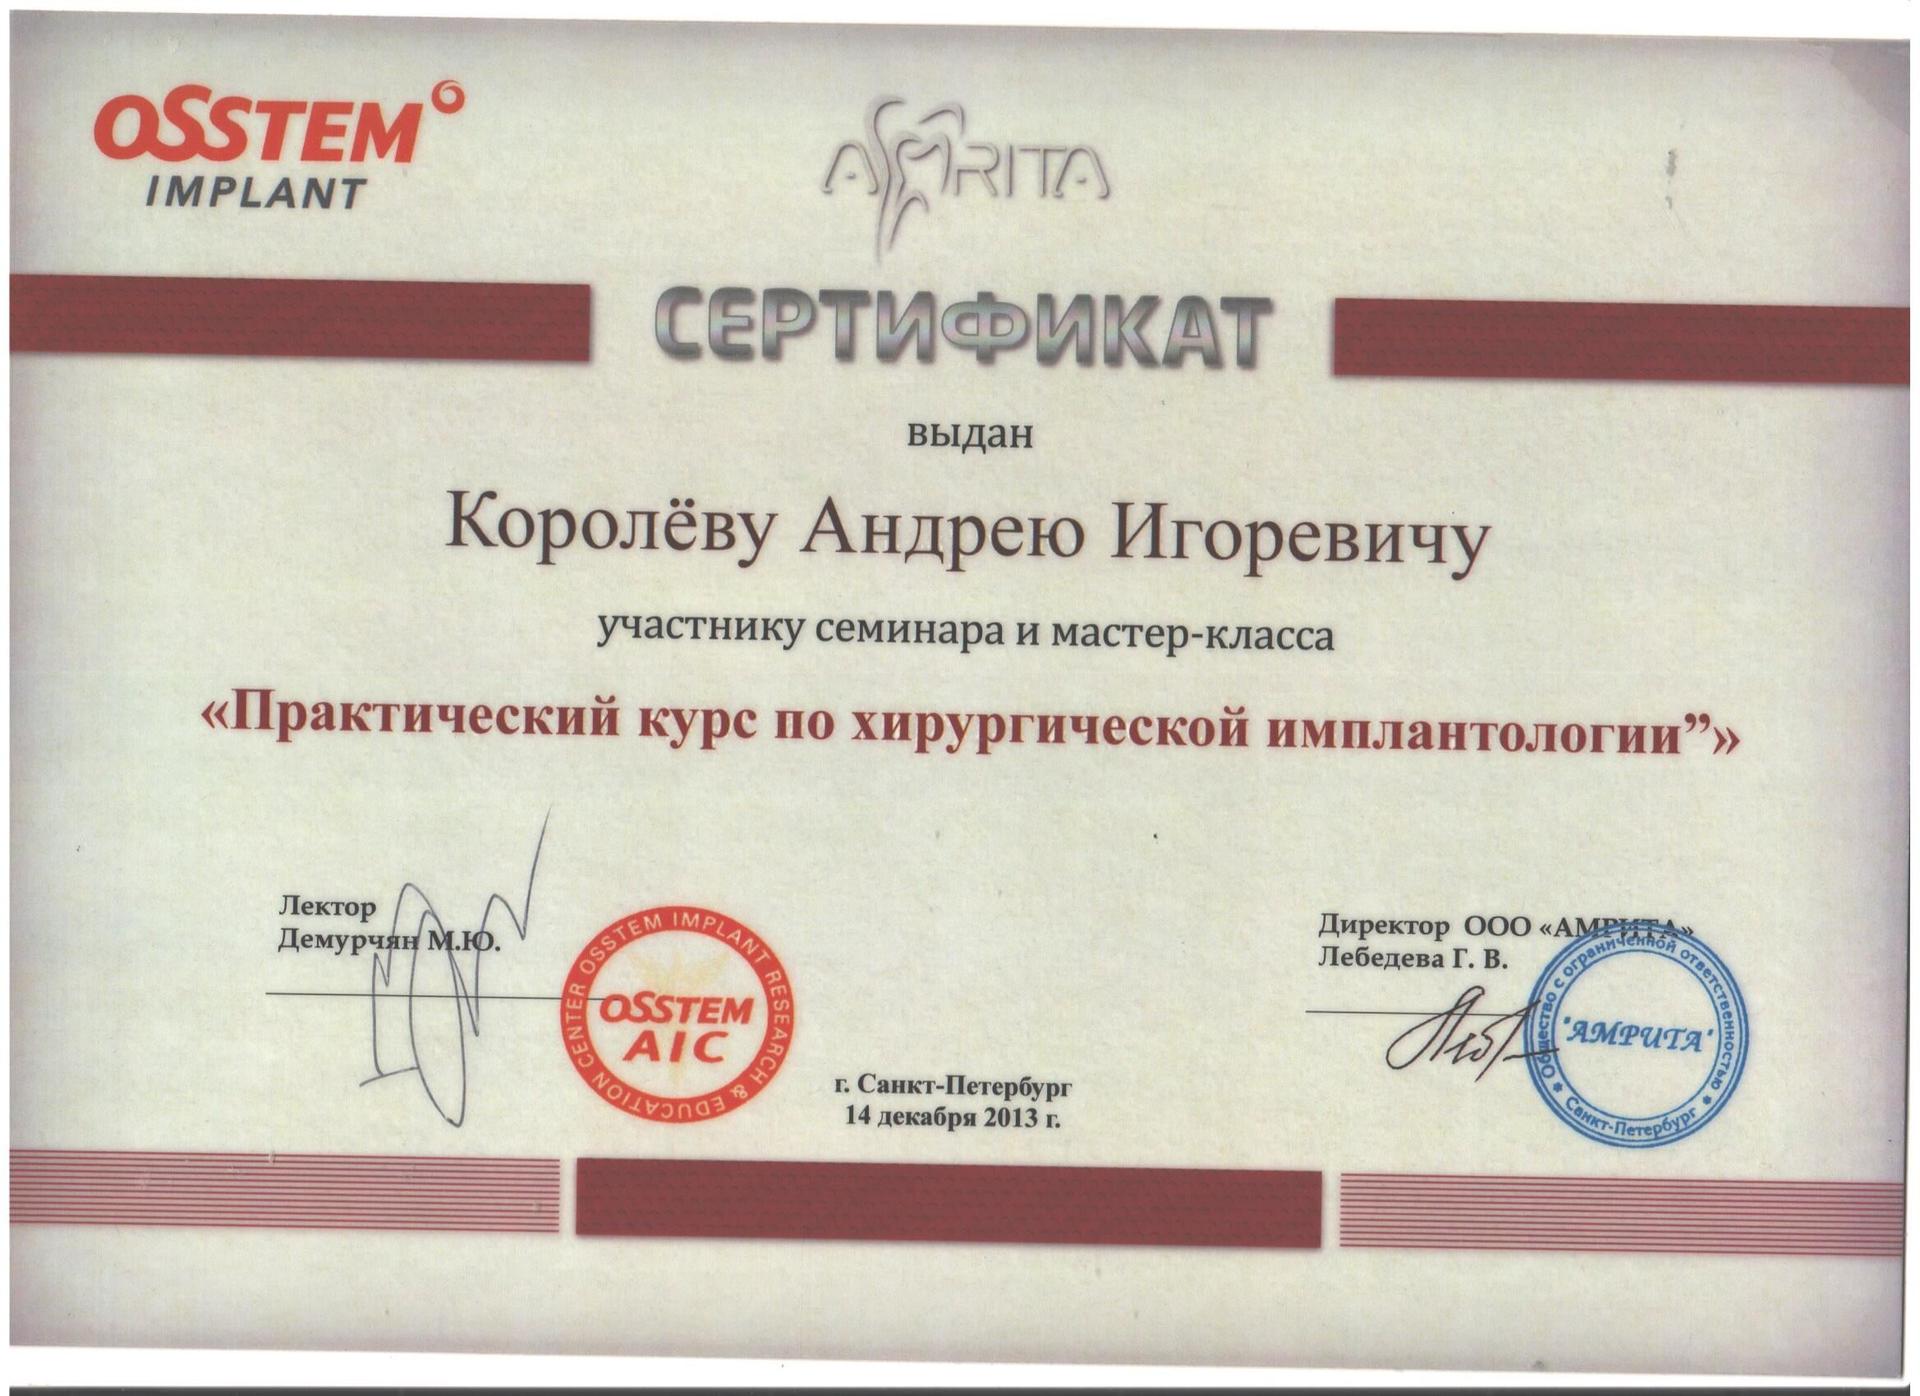 OSSTEM
IMPLANT
AMRITA
СЕРТИФИКАТ
выдан
Королёву Андрею Игоревичу
участнику семинара и мастер-класса
«Практический курс по хирургической имплантологии”»
Лектор
Демурчян М.Ю.
OSSTEM IMPLANT RESEARCH & EDUCATION CENTER
OSSTEM
AIC
г. Санкт-Петербург
14 декабря 2013 г.
Директор ООО «АМРИТА»
Лебедева Г. В.
Общество с ограниченной ответственностью
"АМРИТА"
Санкт-Петербург